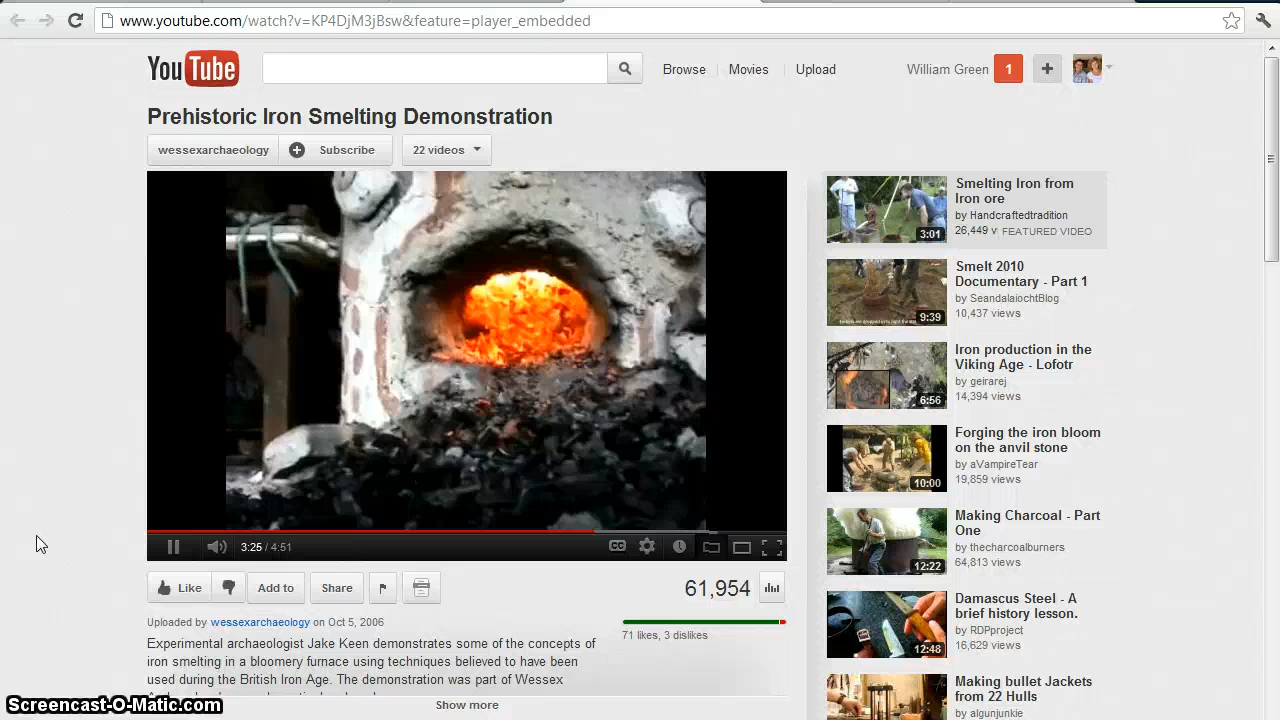 www.youtube.com/watch?v=KP4DjM3jBsw&feature=player_embedded
YouTube
Browse
Movies
Upload
William Green
1
Prehistoric Iron Smelting Demonstration
wessexarchaeology
Subscribe
22 videos
3:25 / 4:51
CC
Like
Add to
Share
61,954
Uploaded by wessexarchaeology on Oct 5, 2006
71 likes, 3 dislikes
Experimental archaeologist Jake Keen demonstrates some of the concepts of
iron smelting in a bloomery furnace using techniques believed to have been
used during the British Iron Age. The demonstration was part of Wessex
Show more
Smelting Iron from
Iron ore
by Handcraftedtradition
26,449 v FEATURED VIDEO
3:01
Smelt 2010
Documentary - Part 1
by SeandalaiochtBlog
10,437 views
9:39
Iron production in the
Viking Age - Lofotr
by geirarej
14,394 views
6:56
Forging the iron bloom
on the anvil stone
by aVampireTear
19,859 views
10:00
Making Charcoal - Part
One
by thecharcoalburners
64,813 views
12:22
Damascus Steel - A
brief history lesson.
by RDPproject
16,629 views
12:48
Making bullet Jackets
from 22 Hulls
by algunjunkie
Screencast-O-Matic.com